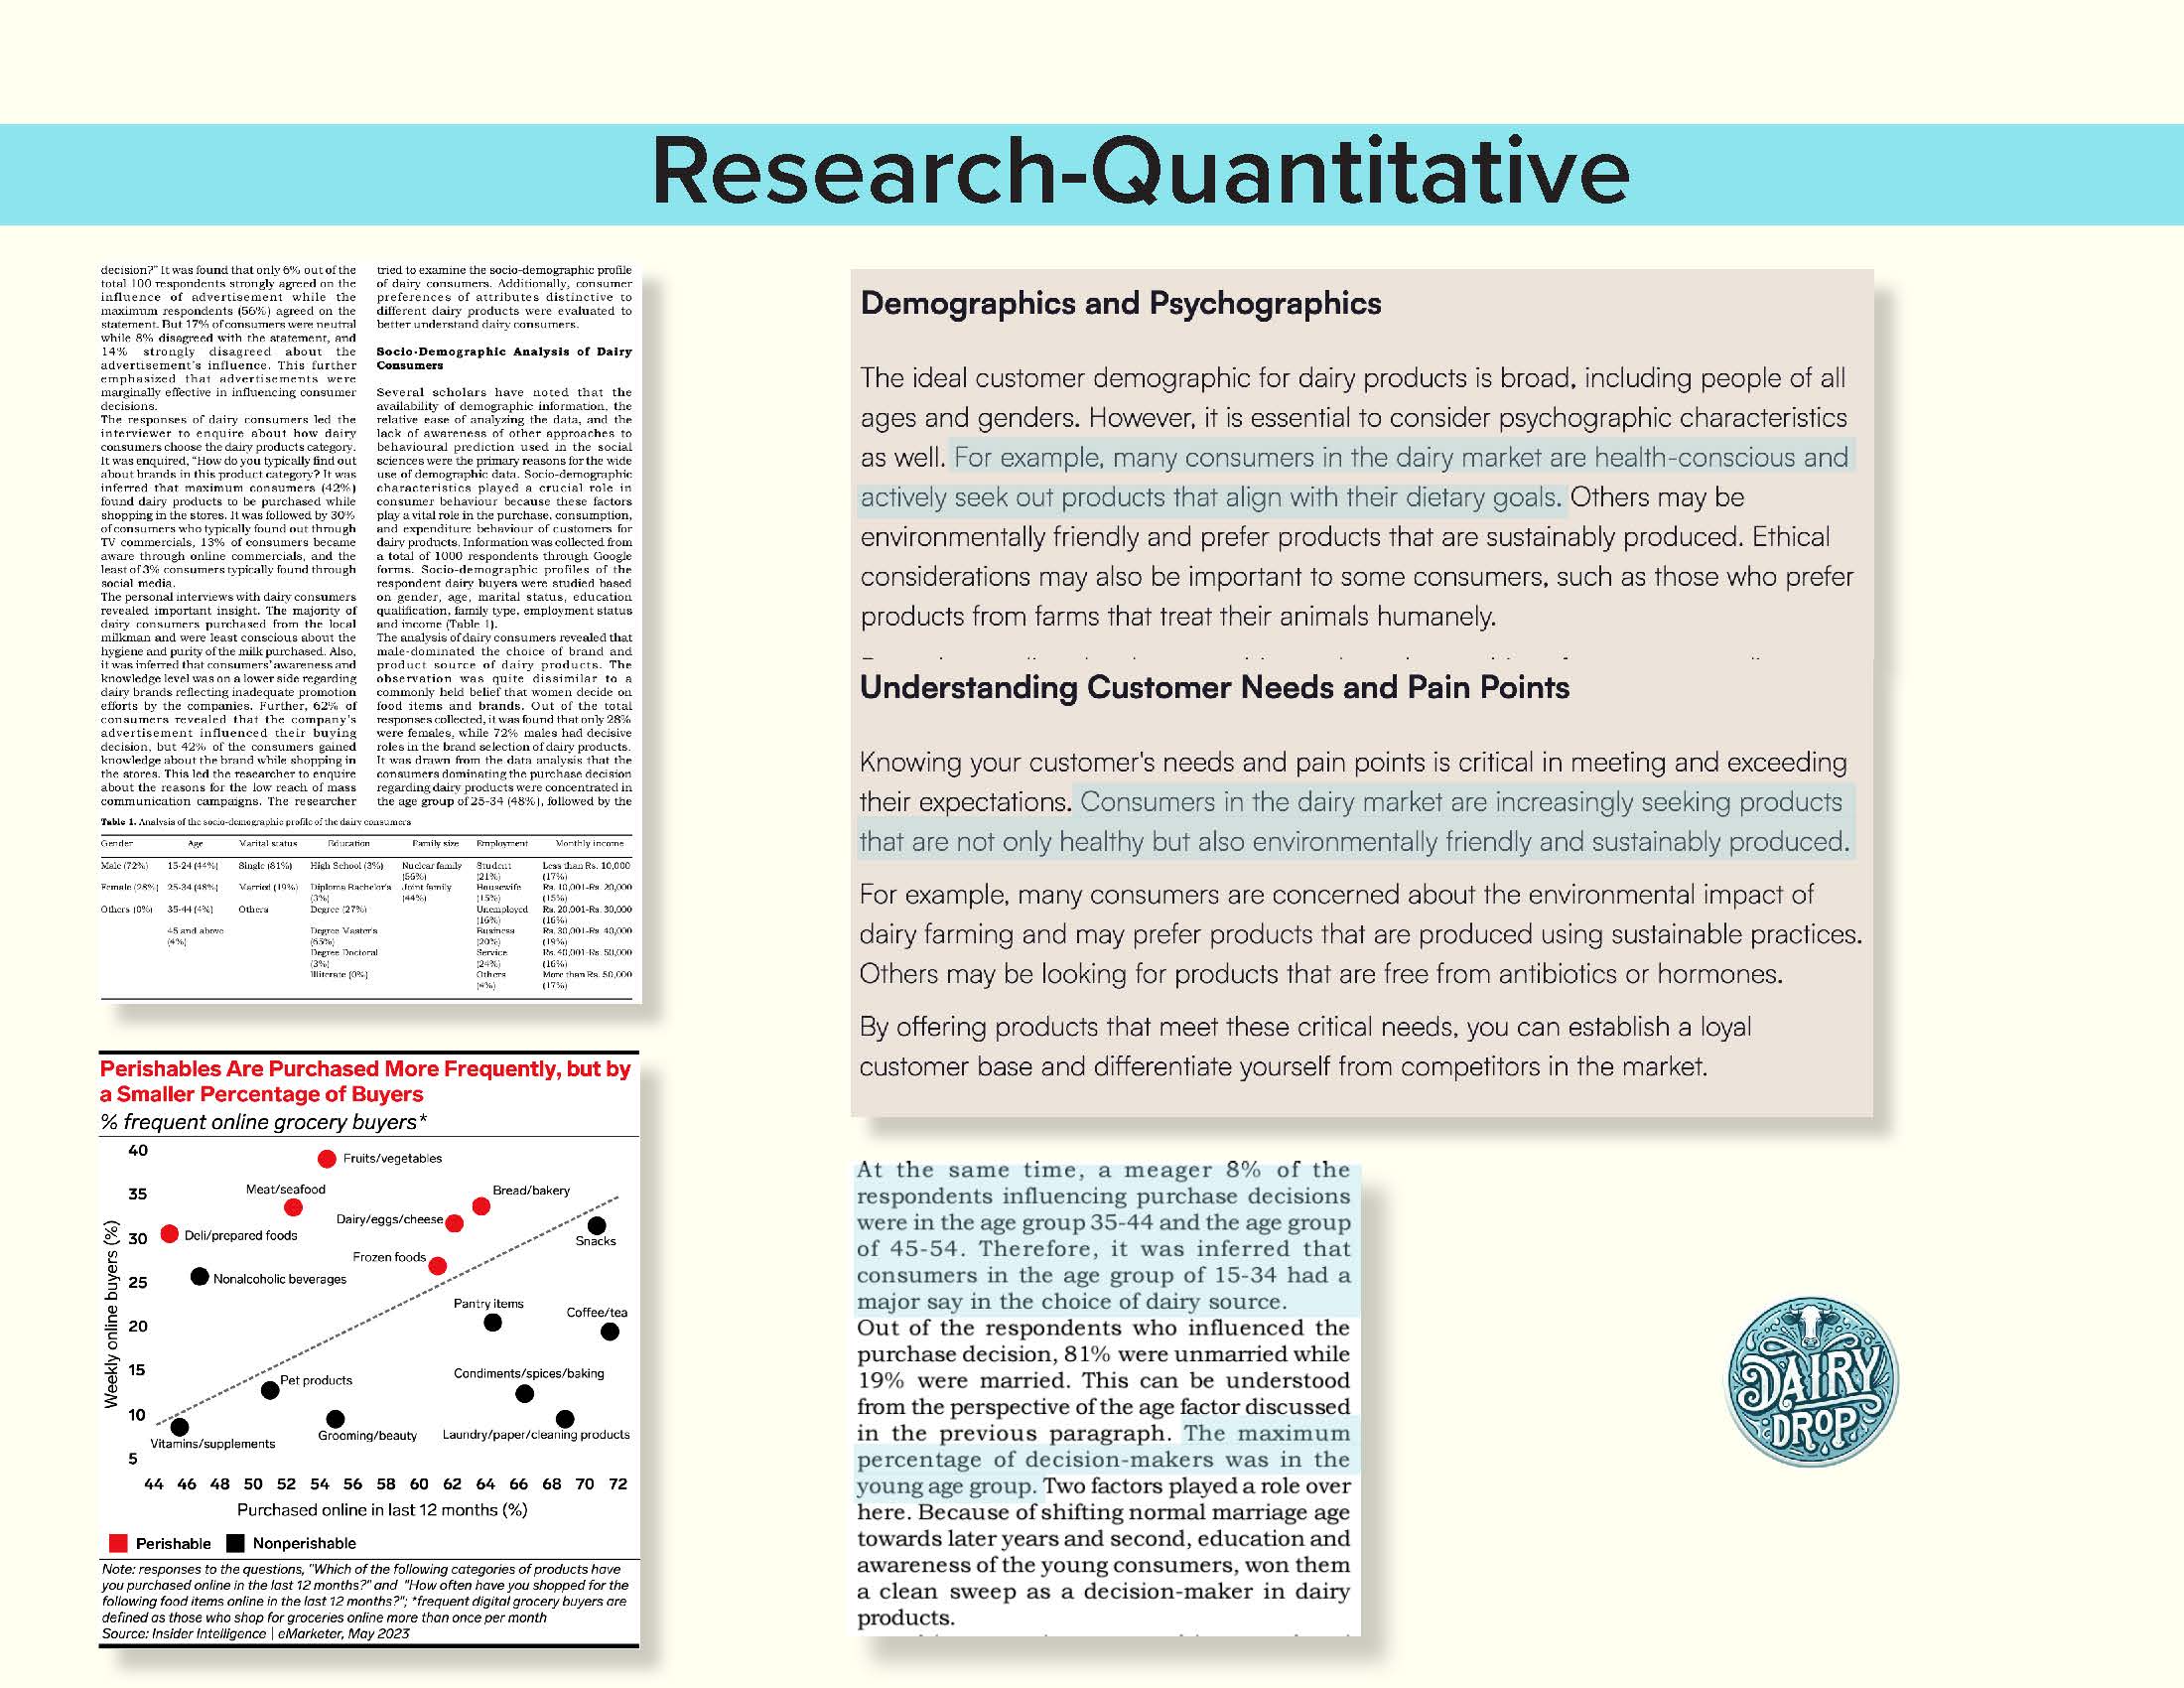 Research-Quantitative
decision?" It was found that only 6% out of the
total 100 respondents strongly agreed on the
influence of advertisement while the
maximum respondents (56%) agreed on the
statement. But 17% of consumers were neutral
while 8% disagreed with the statement, and
14% strongly disagreed about the
advertisement's influence. This further
emphasized that advertisements were
marginally effective in influencing consumer
decisions.
The responses of dairy consumers led the
interviewer to enquire about how dairy
consumers choose the dairy products category.
It was enquired, "How do you typically find out
about brands in this product category? It was
inferred that maximum consumers (42%)
found dairy products to be purchased while
shopping in the stores. It was followed by 30%
of consumers who typically found out through
TV commercials, 13% of consumers became
aware through online commercials, and the
least of 3% consumers typically found through
social media.
The personal interviews with dairy consumers
revealed important insight. The majority of
dairy consumers purchased from the local
milkman and were least conscious about the
hygiene and purity of the milk purchased. Also,
it was inferred that consumers' awareness and
knowledge level was on a lower side regarding
dairy brands reflecting inadequate promotion
efforts by the companies. Further, 62% of
consumers revealed that the company's
advertisement influenced their buying
decision, but 42% of the consumers gained
knowledge about the brand while shopping in
the stores. This led the researcher to enquire
about the reasons for the low reach of mass
communication campaigns. The researcher
tried to examine the socio-demographic profile
of dairy consumers. Additionally, consumer
preferences of attributes distinctive to
different dairy products were evaluated to
better understand dairy consumers.
Socio-Demographic Analysis of Dairy
Consumers
Several scholars have noted that the
availability of demographic information, the
relative ease of analyzing the data, and the
lack of awareness of other approaches to
behavioural prediction used in the social
sciences were the primary reasons for the wide
use of demographic data. Socio-demographic
characteristics played a crucial role in
consumer behaviour because these factors
play a vital role in the purchase, consumption,
and expenditure behaviour of customers for
dairy products. Information was collected from
a total of 1000 respondents through Google
forms. Socio-demographic profiles of the
respondent dairy buyers were studied based
on gender, age, marital status, education
qualification, family type, employment status
and income (Table 1).
The analysis of dairy consumers revealed that
male-dominated the choice of brand and
product source of dairy products. The
observation was quite dissimilar to a
commonly held belief that women decide on
food items and brands. Out of the total
responses collected, it was found that only 28%
were females, while 72% males had decisive
roles in the brand selection of dairy products.
It was drawn from the data analysis that the
consumers dominating the purchase decision
regarding dairy products were concentrated in
the age group of 25-34 (48%), followed by the
Table 1. Analysis of the socio-demographic profile of the dairy consumers
Gender Age Marital status Education Family size Employment Monthly income
Male (72%) 15-24 (44%) Single (81%) High School (3%) Nuclear family Student Less than Rs. 10,000
(56%) (21%) (17%)
Female (28%) 25-34 (48%) Married (19%) Diploma Bachelor's Joint family Housewife Rs. 10,001-Rs. 20,000
(3%) (44%) (15%) (15%)
Others (0%) 35-44 (4%) Others Degree (27%) Unemployed Rs. 20,001-Rs. 30,000
(16%) (16%)
45 and above Degree Master's Business Rs. 30,001-Rs. 40,000
(4%) (65%) (20%) (19%)
Degree Doctoral Service Rs. 40,001-Rs. 50,000
(3%) (24%) (16%)
Illiterate (0%) Others More than Rs. 50,000
(4%) (17%)
Perishables Are Purchased More Frequently, but by
a Smaller Percentage of Buyers
% frequent online grocery buyers*
Weekly online buyers (%)
40
35
30
25
20
15
10
5
Fruits/vegetables
Meat/seafood
Bread/bakery
Dairy/eggs/cheese
Deli/prepared foods
Snacks
Frozen foods
Nonalcoholic beverages
Pantry items
Coffee/tea
Condiments/spices/baking
Pet products
Grooming/beauty
Laundry/paper/cleaning products
Vitamins/supplements
44 46 48 50 52 54 56 58 60 62 64 66 68 70 72
Purchased online in last 12 months (%)
Perishable Nonperishable
Note: responses to the questions, "Which of the following categories of products have
you purchased online in the last 12 months?" and "How often have you shopped for the
following food items online in the last 12 months?"; *frequent digital grocery buyers are
defined as those who shop for groceries online more than once per month
Source: Insider Intelligence | eMarketer, May 2023
Demographics and Psychographics
The ideal customer demographic for dairy products is broad, including people of all
ages and genders. However, it is essential to consider psychographic characteristics
as well. For example, many consumers in the dairy market are health-conscious and
actively seek out products that align with their dietary goals. Others may be
environmentally friendly and prefer products that are sustainably produced. Ethical
considerations may also be important to some consumers, such as those who prefer
products from farms that treat their animals humanely.
Understanding Customer Needs and Pain Points
Knowing your customer's needs and pain points is critical in meeting and exceeding
their expectations. Consumers in the dairy market are increasingly seeking products
that are not only healthy but also environmentally friendly and sustainably produced.
For example, many consumers are concerned about the environmental impact of
dairy farming and may prefer products that are produced using sustainable practices.
Others may be looking for products that are free from antibiotics or hormones.
By offering products that meet these critical needs, you can establish a loyal
customer base and differentiate yourself from competitors in the market.
At the same time, a meager 8% of the
respondents influencing purchase decisions
were in the age group 35-44 and the age group
of 45-54. Therefore, it was inferred that
consumers in the age group of 15-34 had a
major say in the choice of dairy source.
Out of the respondents who influenced the
purchase decision, 81% were unmarried while
19% were married. This can be understood
from the perspective of the age factor discussed
in the previous paragraph. The maximum
percentage of decision-makers was in the
young age group. Two factors played a role over
here. Because of shifting normal marriage age
towards later years and second, education and
awareness of the young consumers, won them
a clean sweep as a decision-maker in dairy
products.
DAIRY
DROP